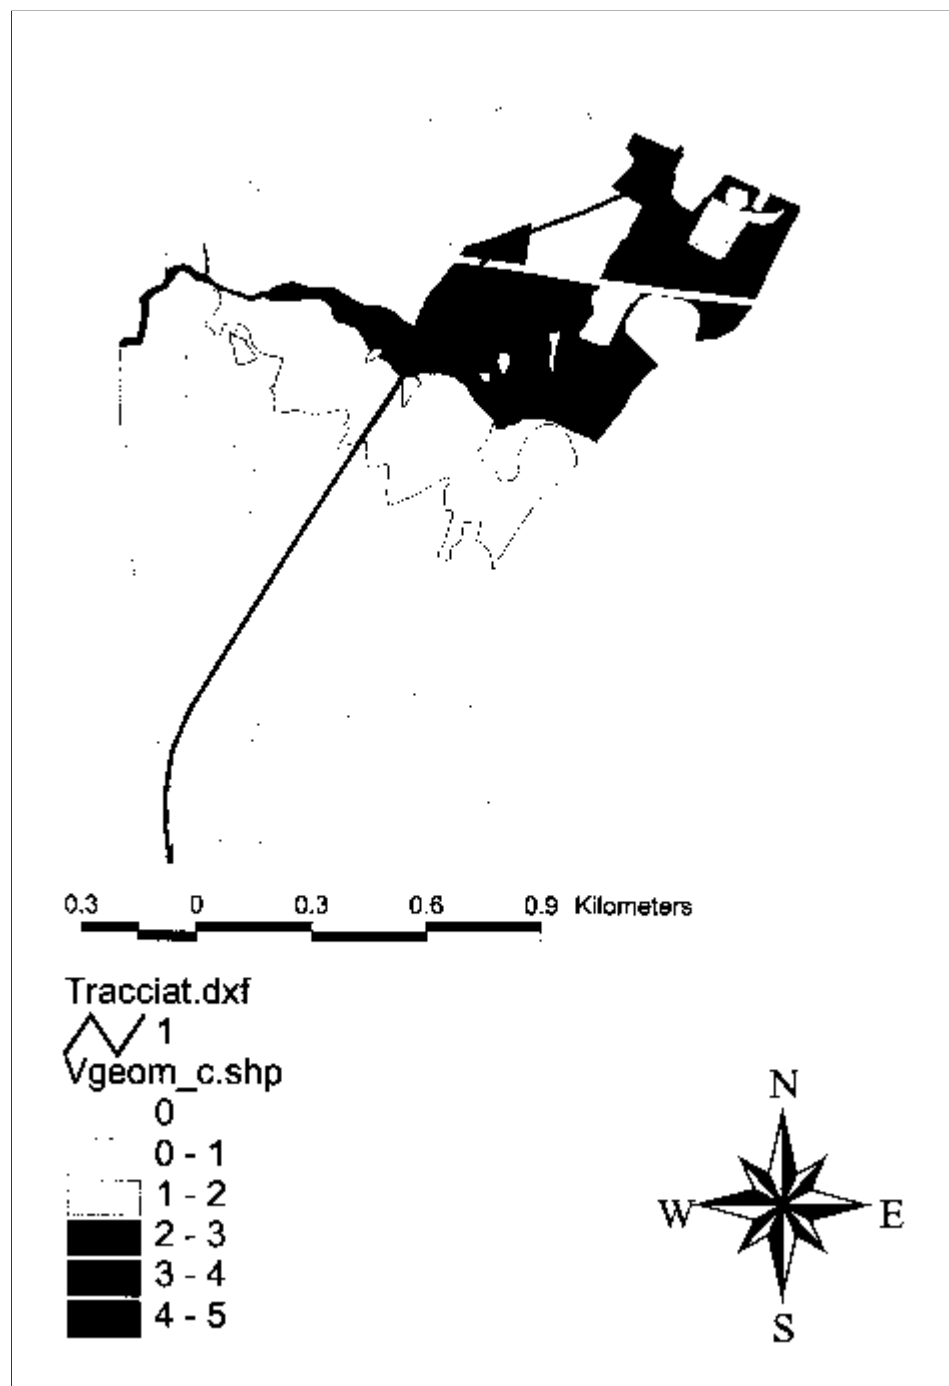 0.3 0 0.3 0.6 0.9 Kilometers
Tracciat.dxf
1
Vgeom_c.shp
0
0 - 1
1 - 2
2 - 3
3 - 4
4 - 5
N
W E
S